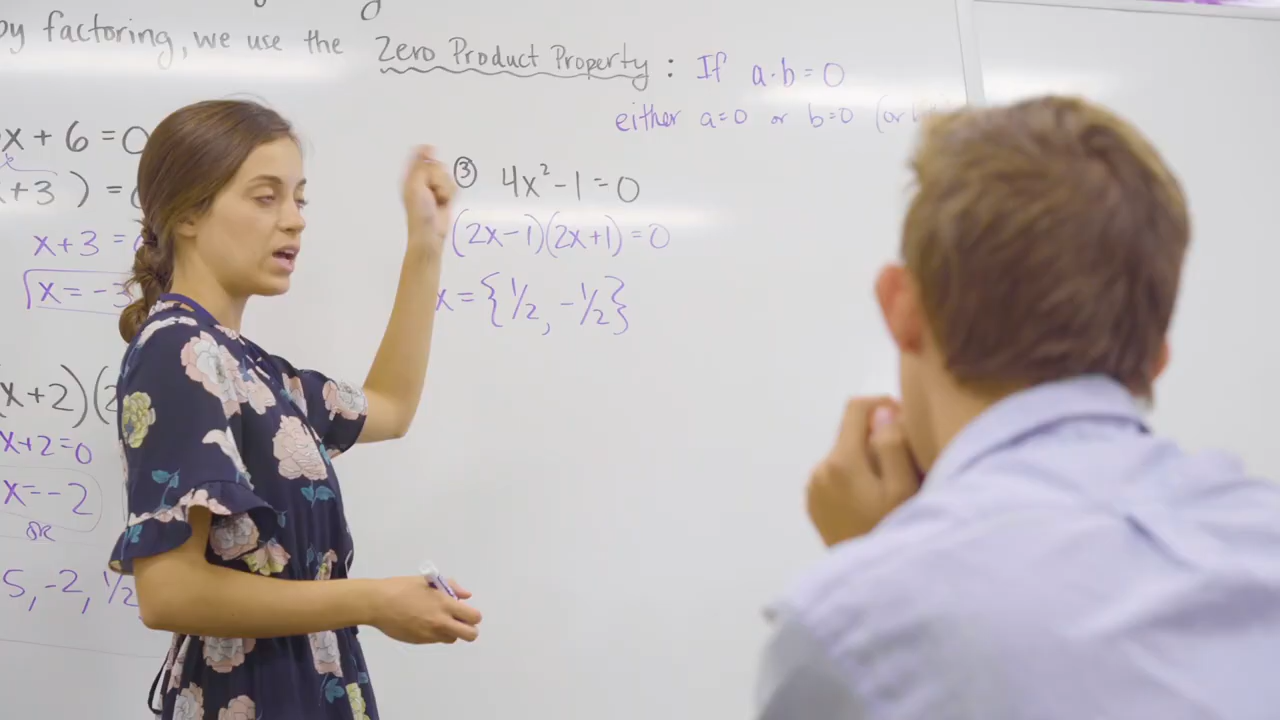 by factoring, we use the Zero Product Property : If a·b=0
either a=0 or b=0 (or
x+6=0
+3)=
x+3=
x=-3
x+2)(2
x+2=0
x=-2
OR
5, -2, 1/2
③ 4x²-1=0
(2x-1)(2x+1)=0
x={1/2, -1/2}